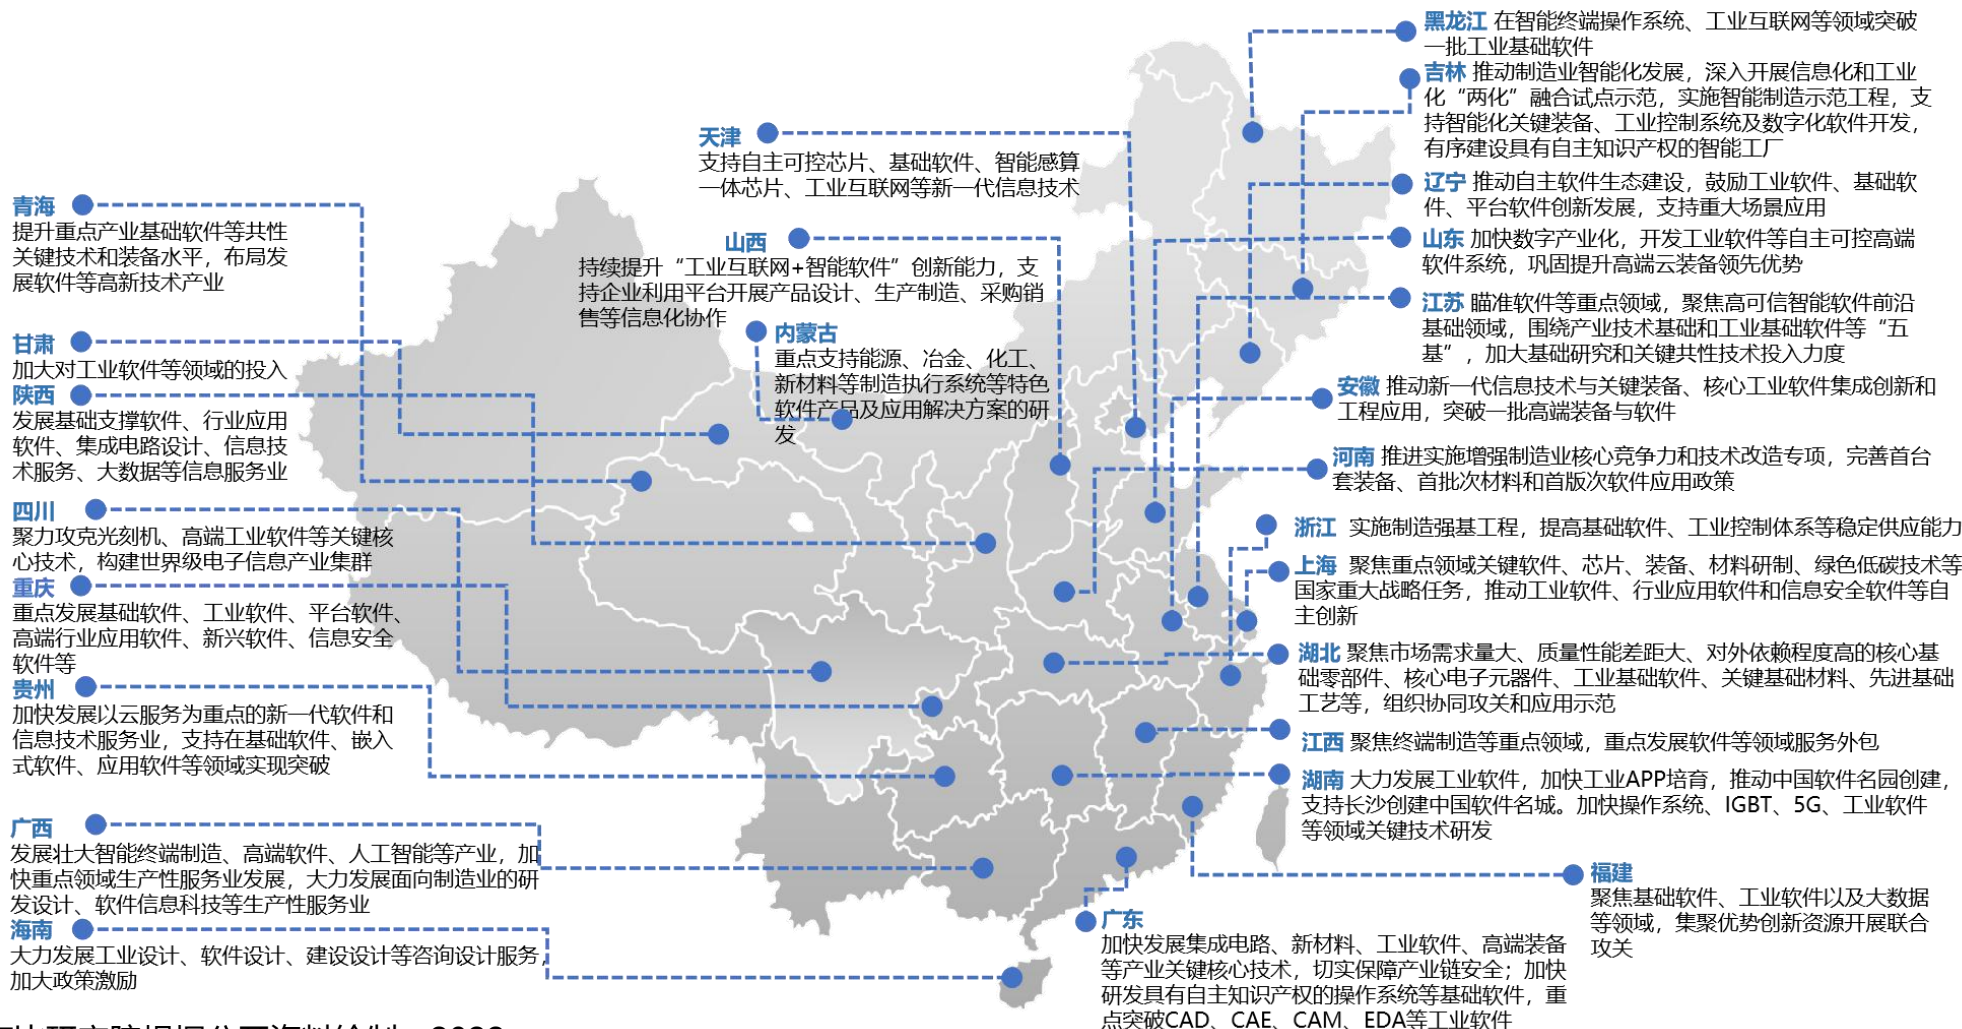 黑龙江 在智能终端操作系统、工业互联网等领域突破
一批工业基础软件
吉林 推动制造业智能化发展，深入开展信息化和工业
化“两化”融合试点示范，实施智能制造示范工程，支
持智能化关键装备、工业控制系统及数字化软件开发，
有序建设具有自主知识产权的智能工厂
辽宁 推动自主软件生态建设，鼓励工业软件、基础软
件、平台软件创新发展，支持重大场景应用
山东 加快数字产业化，开发工业软件等自主可控高端
软件系统，巩固提升高端云装备领先优势
江苏 瞄准软件等重点领域，聚焦高可信智能软件前沿
基础领域，围绕产业技术基础和工业基础软件等“五
基”，加大基础研究和关键共性技术投入力度
安徽 推动新一代信息技术与关键装备、核心工业软件集成创新和
工程应用，突破一批高端装备与软件
河南 推进实施增强制造业核心竞争力和技术改造专项，完善首台
套装备、首批次材料和首版次软件应用政策
浙江 实施制造强基工程，提高基础软件、工业控制体系等稳定供应能力
上海 聚焦重点领域关键软件、芯片、装备、材料研制、绿色低碳技术等
国家重大战略任务，推动工业软件、行业应用软件和信息安全软件等自
主创新
湖北 聚焦市场需求量大、质量性能差距大、对外依赖程度高的核心基
础零部件、核心电子元器件、工业基础软件、关键基础材料、先进基础
工艺等，组织协同攻关和应用示范
江西 聚焦终端制造等重点领域，重点发展软件等领域服务外包
湖南 大力发展工业软件，加快工业APP培育，推动中国软件名园创建，
支持长沙创建中国软件名城。加快操作系统、IGBT、5G、工业软件
等领域关键技术研发
福建
聚焦基础软件、工业软件以及大数据
等领域，集聚优势创新资源开展联合
攻关
广东
加快发展集成电路、新材料、工业软件、高端装备
等产业关键核心技术，切实保障产业链安全；加快
研发具有自主知识产权的操作系统等基础软件，重
点突破CAD、CAE、CAM、EDA等工业软件
天津
支持自主可控芯片、基础软件、智能感算
一体芯片、工业互联网等新一代信息技术
山西
持续提升“工业互联网+智能软件”创新能力，支
持企业利用平台开展产品设计、生产制造、采购销
售等信息化协作
内蒙古
重点支持能源、冶金、化工、
新材料等制造执行系统等特色
软件产品及应用解决方案的研
发
青海
提升重点产业基础软件等共性
关键技术和装备水平，布局发
展软件等高新技术产业
甘肃
加大对工业软件等领域的投入
陕西
发展基础支撑软件、行业应用
软件、集成电路设计、信息技
术服务、大数据等信息服务业
四川
聚力攻克光刻机、高端工业软件等关键核
心技术，构建世界级电子信息产业集群
重庆
重点发展基础软件、工业软件、平台软件、
高端行业应用软件、新兴软件、信息安全
软件等
贵州
加快发展以云服务为重点的新一代软件和
信息技术服务业，支持在基础软件、嵌入
式软件、应用软件等领域实现突破
广西
发展壮大智能终端制造、高端软件、人工智能等产业，加
快重点领域生产性服务业发展，大力发展面向制造业的研
发设计、软件信息科技等生产性服务业
海南
大力发展工业设计、软件设计、建设设计等咨询设计服务，
加大政策激励